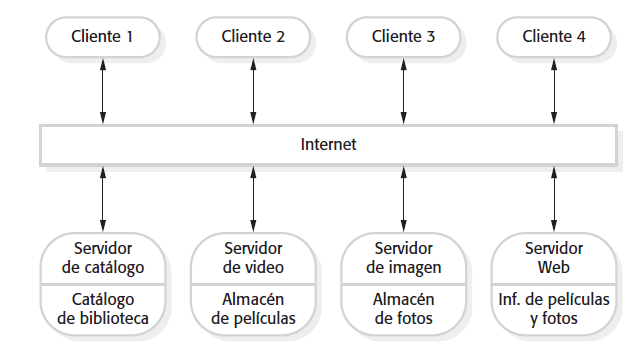 Cliente 1
Cliente 2
Cliente 3
Cliente 4
Internet
Servidor
de catálogo
Catálogo
de biblioteca
Servidor
de video
Almacén
de películas
Servidor
de imagen
Almacén
de fotos
Servidor
Web
Inf. de películas
y fotos